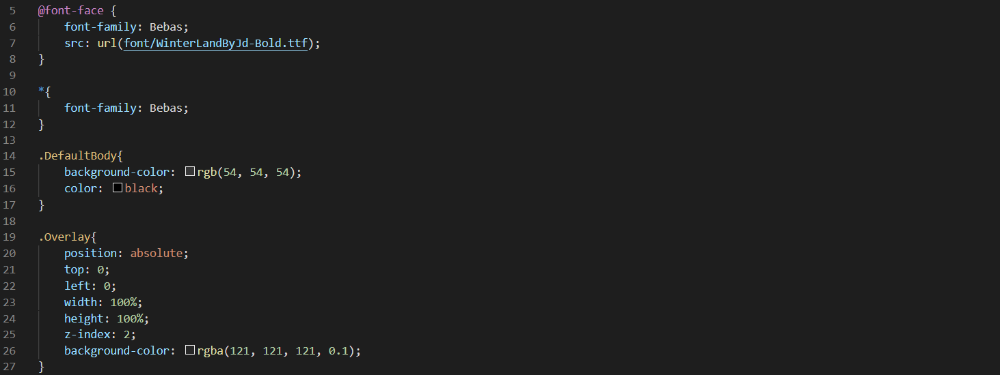 5 @font-face {
6 font-family: Bebas;
7 src: url(font/WinterLandByJd-Bold.ttf);
8 }
9
10 *{
11 font-family: Bebas;
12 }
13
14 .DefaultBody{
15 background-color: rgb(54, 54, 54);
16 color: black;
17 }
18
19 .Overlay{
20 position: absolute;
21 top: 0;
22 left: 0;
23 width: 100%;
24 height: 100%;
25 z-index: 2;
26 background-color: rgba(121, 121, 121, 0.1);
27 }